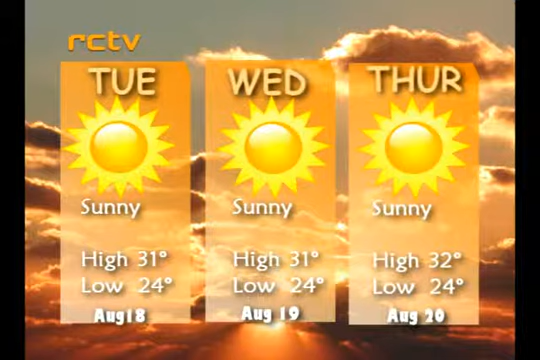 rctv
TUE
Sunny
High 31°
Low 24°
Aug18
WED
Sunny
High 31°
Low 24°
Aug 19
THUR
Sunny
High 32°
Low 24°
Aug 20